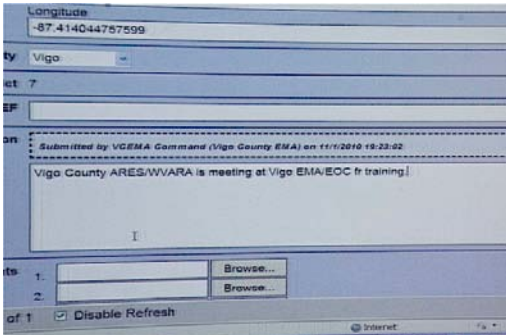 Longitude
-87.414044757599
ty Vigo
ict 7
EF
on Submitted by VCEMA Command (Vigo County EMA) on 11/1/2010 19:23:02
Vigo County ARES/WVARA is meeting at Vigo EMA/EOC fr training.
ts 1. Browse...
2. Browse...
of 1 Disable Refresh
Internet